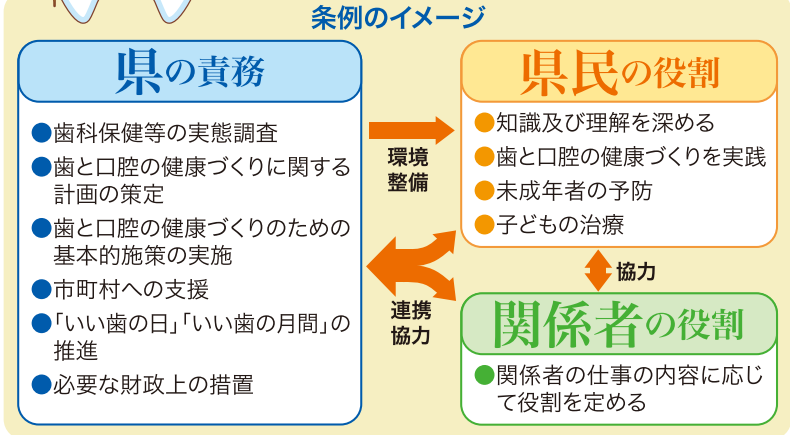 条例のイメージ
県の責務
●歯科保健等の実態調査
●歯と口腔の健康づくりに関する
計画の策定
●歯と口腔の健康づくりのための
基本的施策の実施
●市町村への支援
●「いい歯の日」「いい歯の月間」の
推進
●必要な財政上の措置
環境
整備
連携
協力
県民の役割
●知識及び理解を深める
●歯と口腔の健康づくりを実践
●未成年者の予防
●子どもの治療
協力
関係者の役割
●関係者の仕事の内容に応じ
て役割を定める